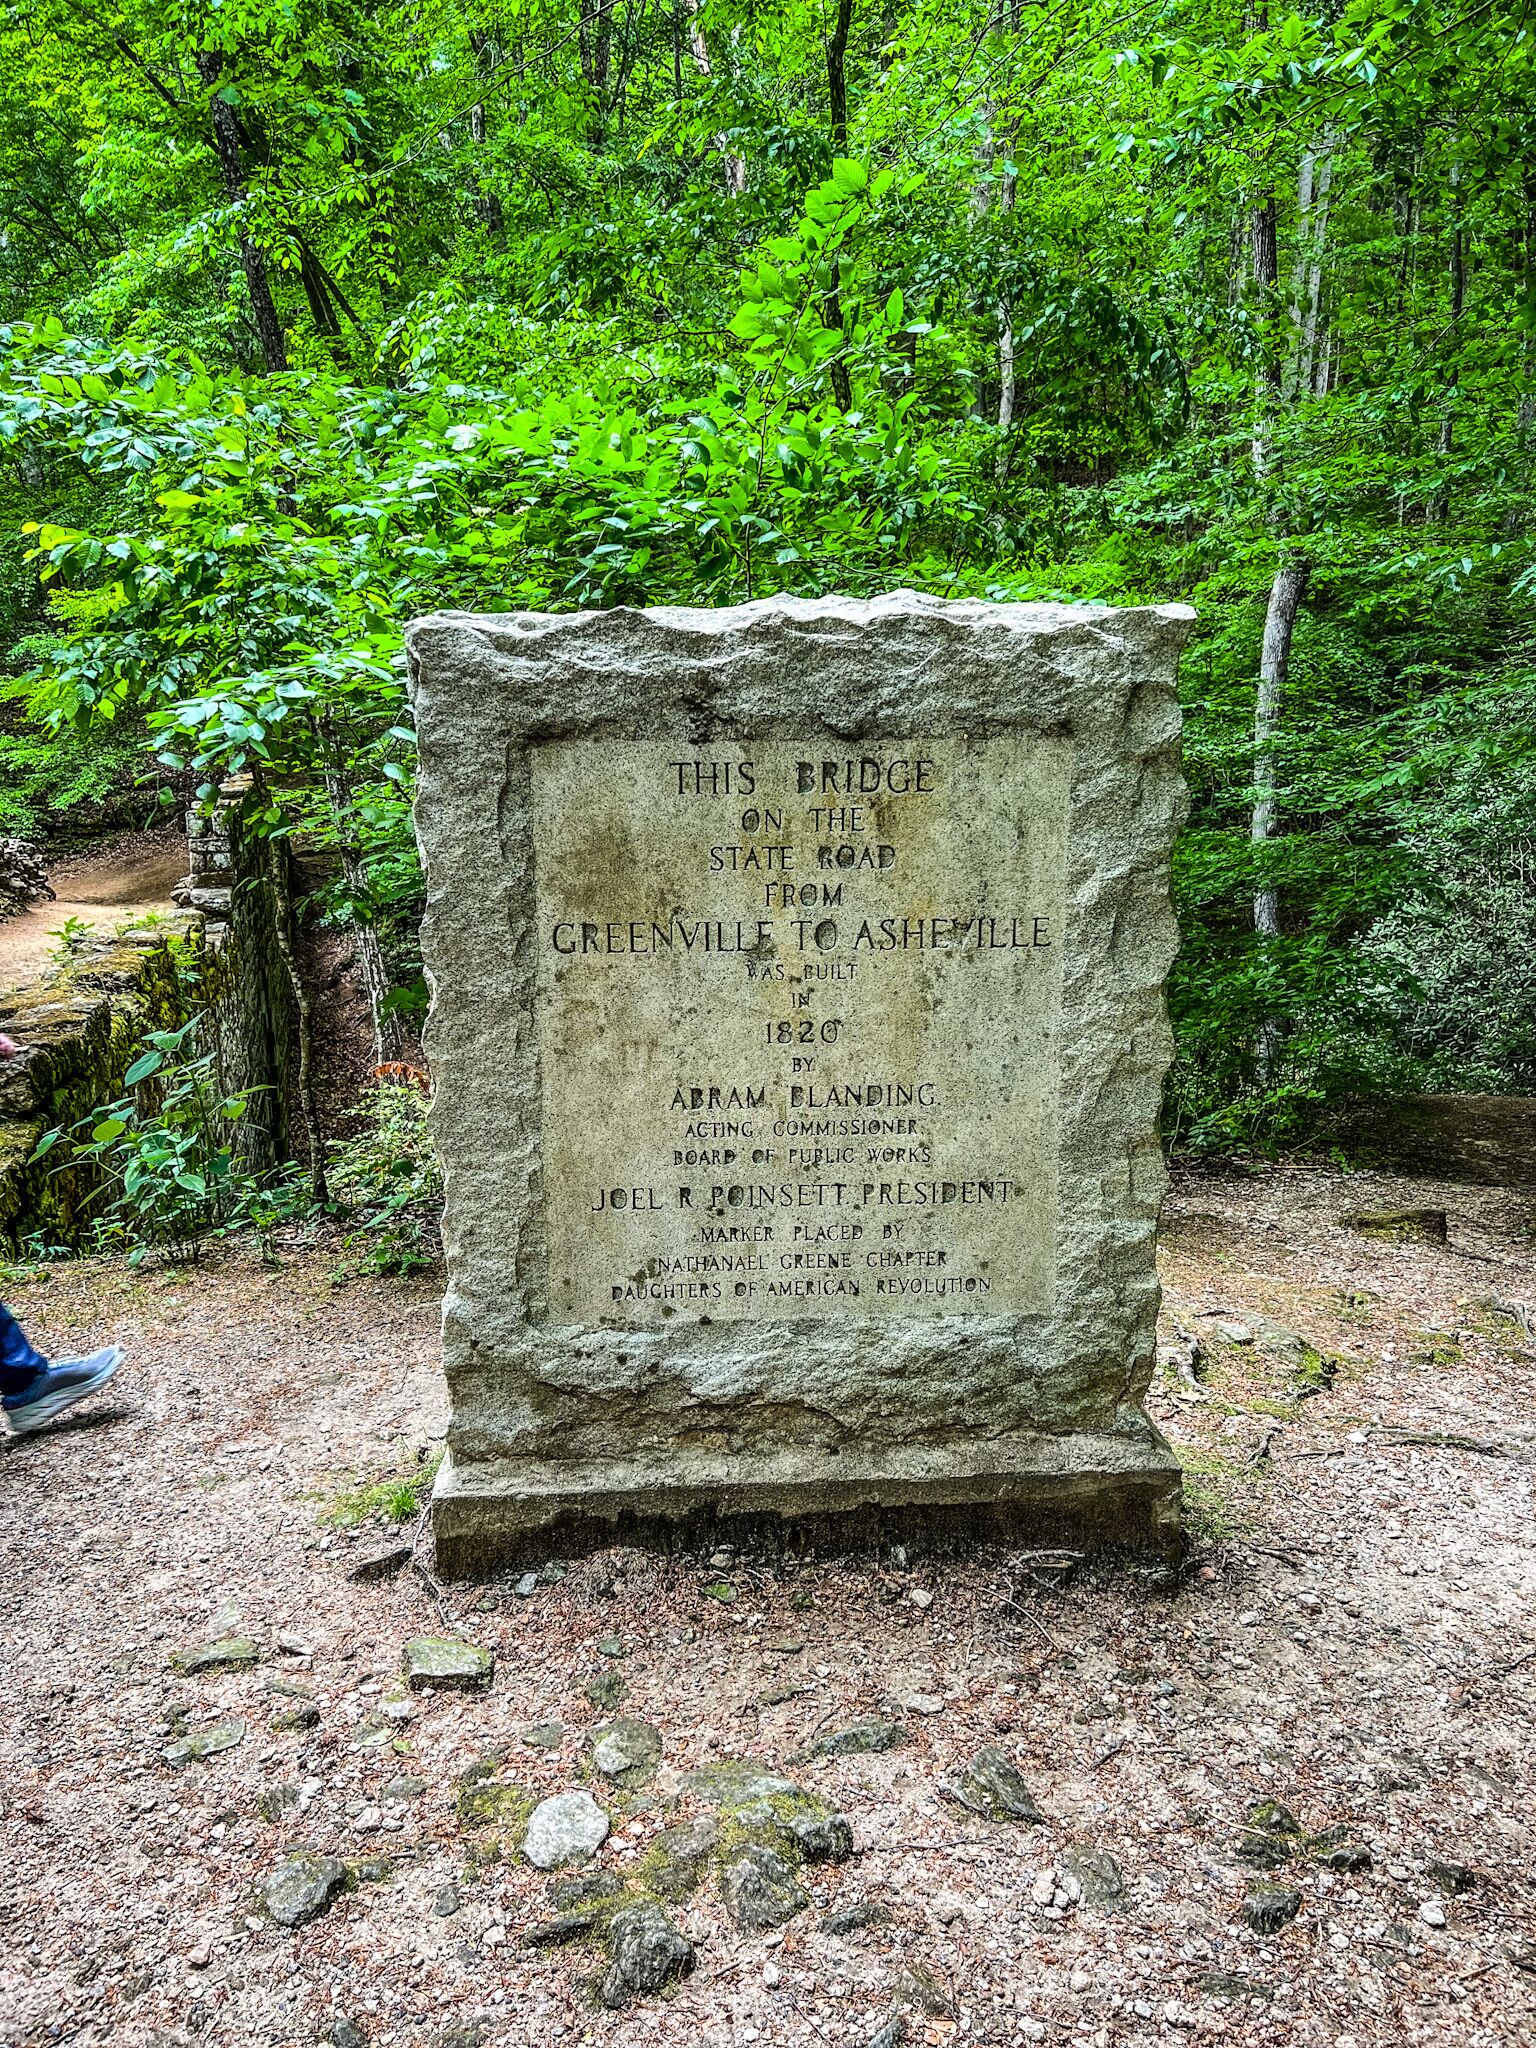 THIS BRIDGE
ON THE
STATE ROAD
FROM
GREENVILLE TO ASHEVILLE
WAS BUILT
IN
1820
BY
ABRAM BLANDING
ACTING COMMISSIONER
BOARD OF PUBLIC WORKS
JOEL R POINSETT PRESIDENT
MARKER PLACED BY
NATHANAEL GREENE CHAPTER
DAUGHTERS OF AMERICAN REVOLUTION